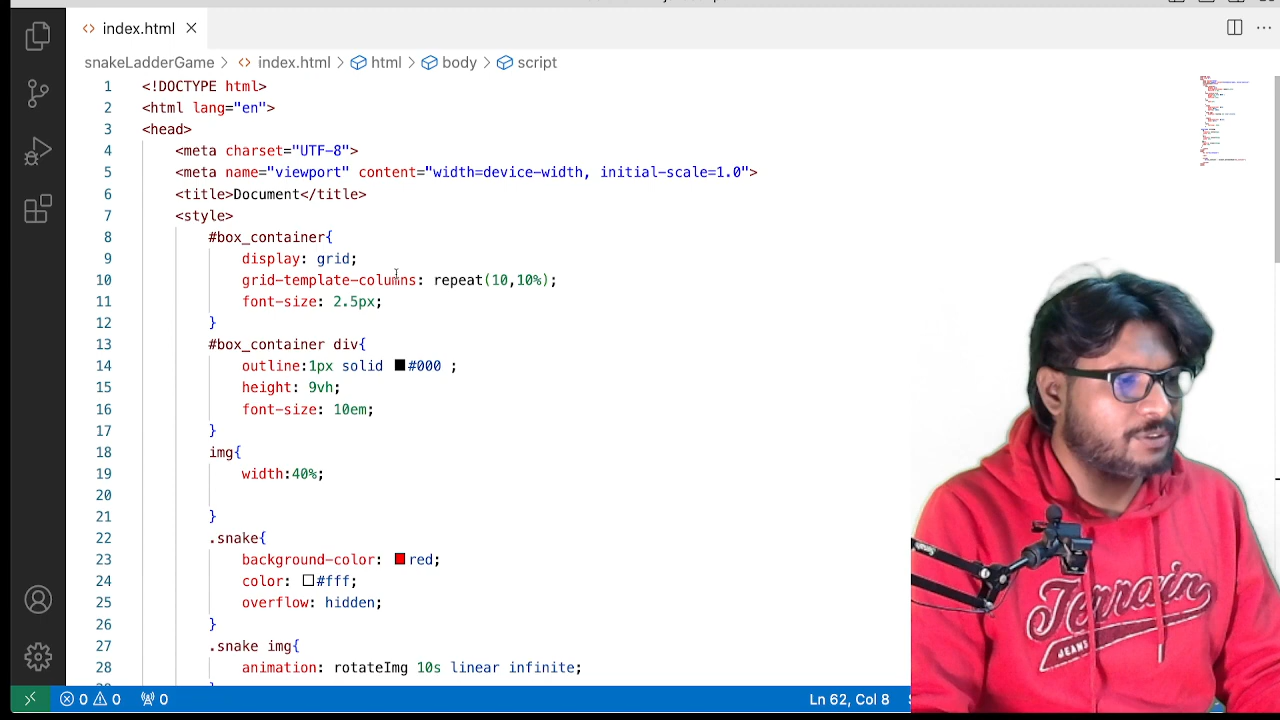 index.html
snakeLadderGame > index.html > html > body > script
1 <!DOCTYPE html>
2 <html lang="en">
3 <head>
4 <meta charset="UTF-8">
5 <meta name="viewport" content="width=device-width, initial-scale=1.0">
6 <title>Document</title>
7 <style>
8 #box_container{
9 display: grid;
10 grid-template-columns: repeat(10,10%);
11 font-size: 2.5px;
12 }
13 #box_container div{
14 outline:1px solid #000 ;
15 height: 9vh;
16 font-size: 10em;
17 }
18 img{
19 width:40%;
20
21 }
22 .snake{
23 background-color: red;
24 color: #fff;
25 overflow: hidden;
26 }
27 .snake img{
28 animation: rotateImg 10s linear infinite;
Terrain
JEANS
0 0 0 Ln 62, Col 8